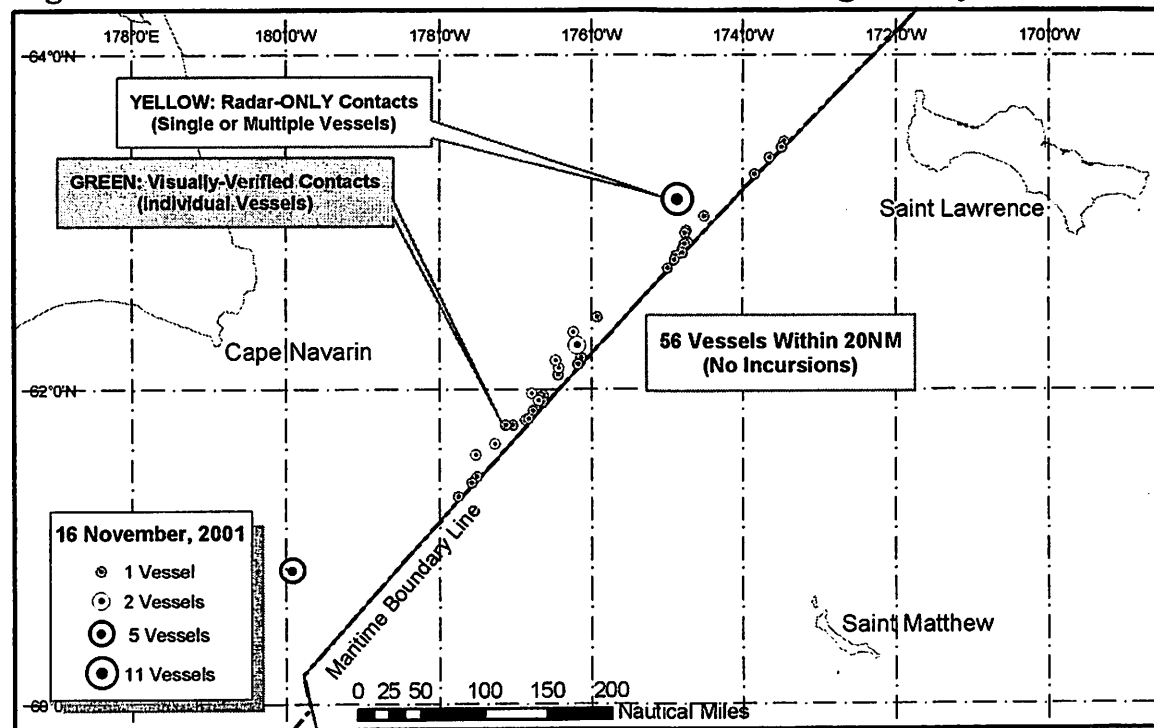 178°E
180°0
178°0
176°0
174°0
172°0
170°0
64°0'N
YELLOW: Radar-ONLY Contacts
(Single or Multiple Vessels)
GREEN: Visually-Verified Contacts
(Individual Vessels)
Saint Lawrence
56 Vessels Within 20NM
(No Incursions)
Cape Navarin
62°0'N
16 November, 2001
1 Vessel
2 Vessels
5 Vessels
11 Vessels
Maritime Boundary Line
Saint Matthew
0 25 50 100 150 200
Nautical Miles